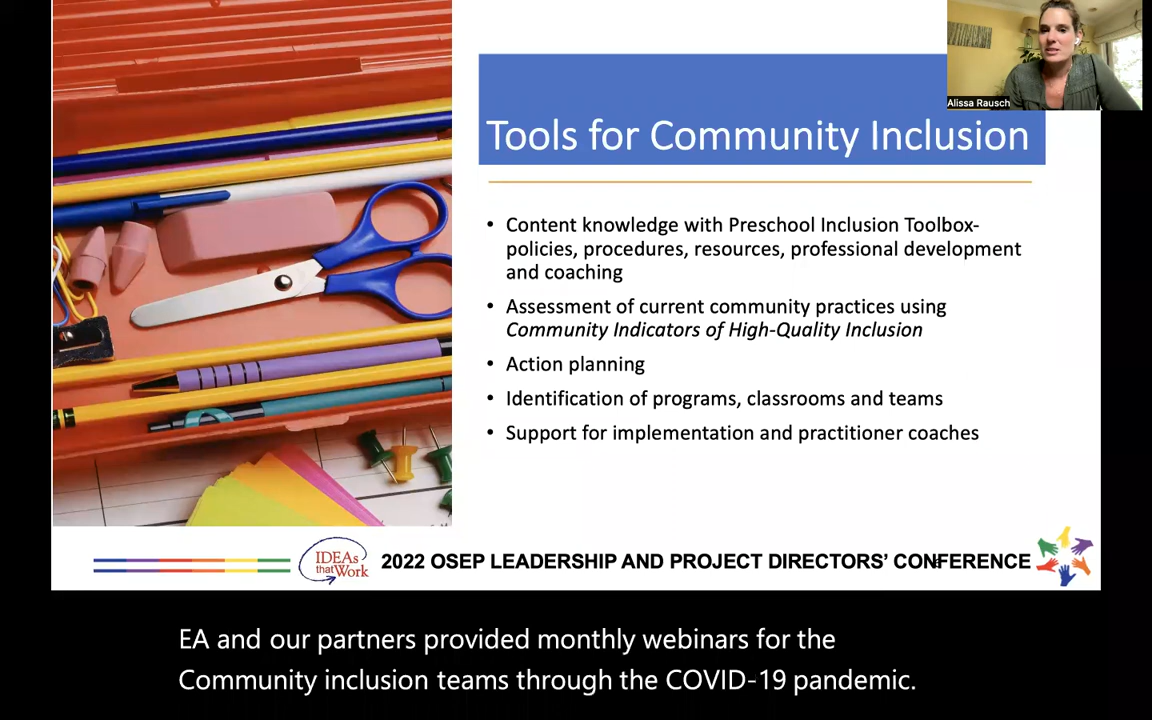 Alissa Rausch
Tools for Community Inclusion
• Content knowledge with Preschool Inclusion Toolbox-
policies, procedures, resources, professional development
and coaching
• Assessment of current community practices using
Community Indicators of High-Quality Inclusion
• Action planning
• Identification of programs, classrooms and teams
• Support for implementation and practitioner coaches
IDEAs
that Work
2022 OSEP LEADERSHIP AND PROJECT DIRECTORS’ CONFERENCE
EA and our partners provided monthly webinars for the
Community inclusion teams through the COVID-19 pandemic.